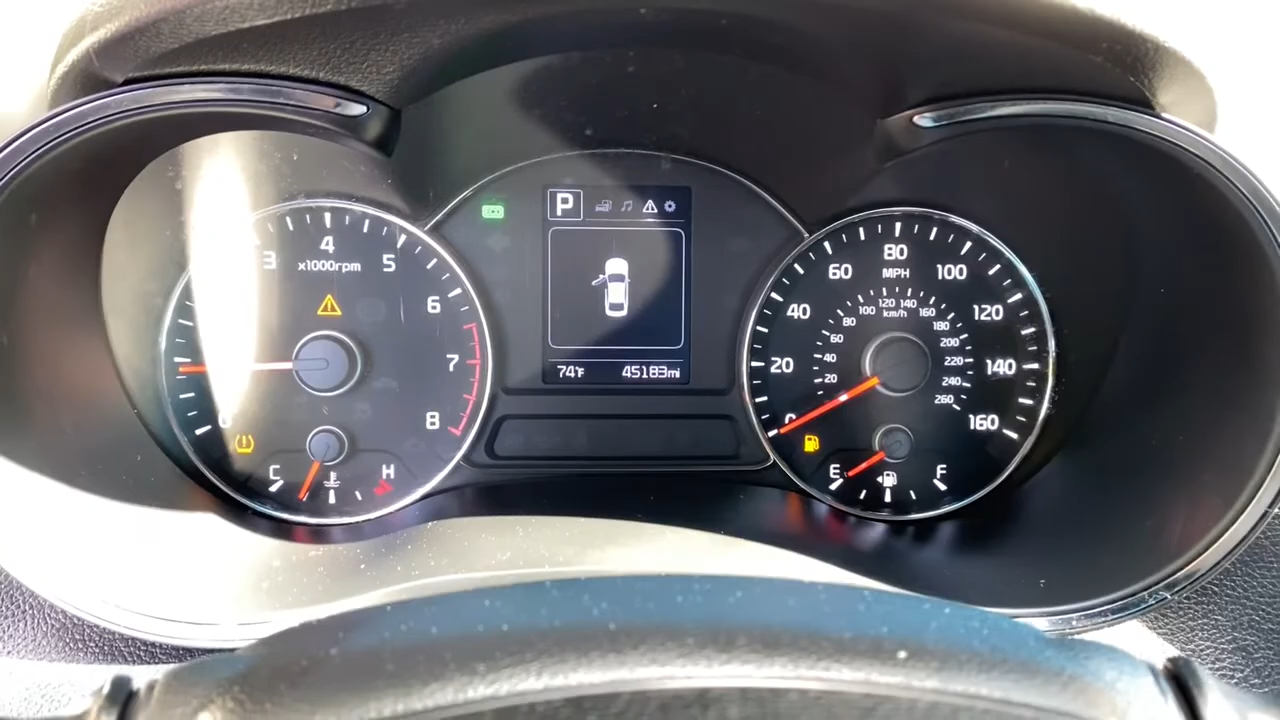 ECO
P
3 4 5 6 7 8
x1000rpm
C H
74°F 45183mi
0 20 40 60 80 100 120 140 160
MPH
20 40 60 80 100 120 140 160 180 200 220 240 260
km/h
E F